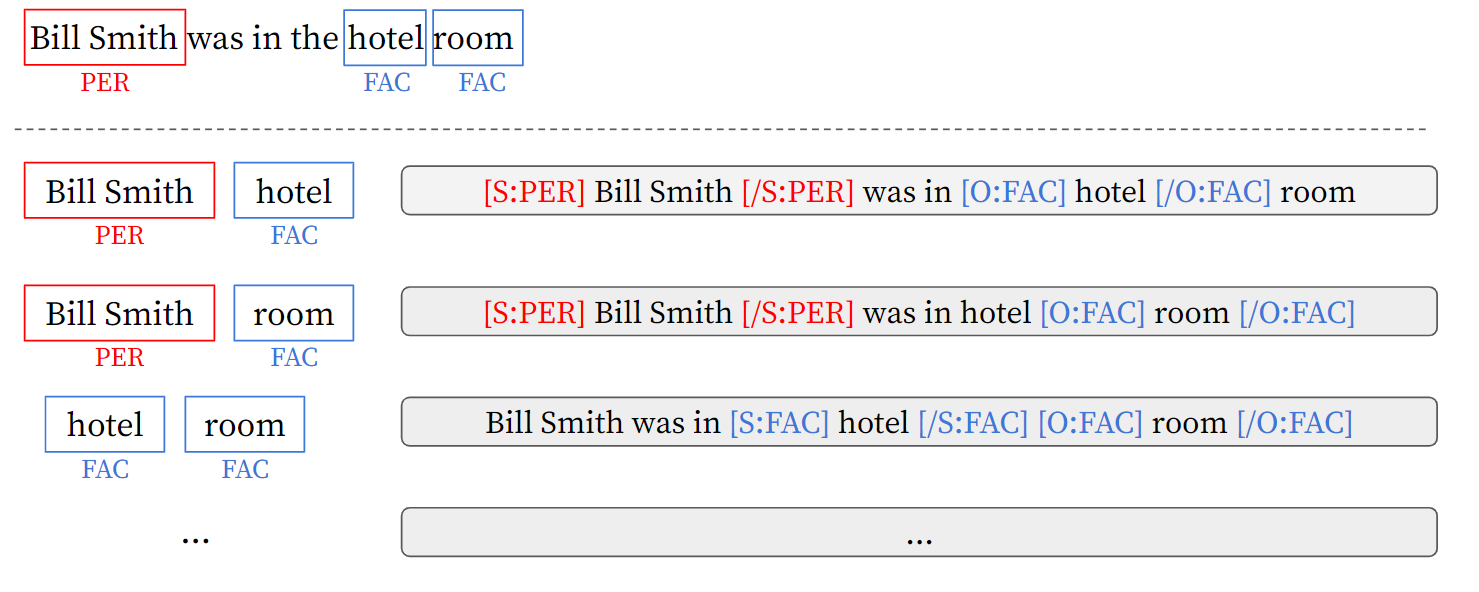 Bill Smith was in the hotel room
PER FAC FAC
Bill Smith hotel [S:PER] Bill Smith [/S:PER] was in [O:FAC] hotel [/O:FAC] room
PER FAC
Bill Smith room [S:PER] Bill Smith [/S:PER] was in hotel [O:FAC] room [/O:FAC]
PER FAC
hotel room Bill Smith was in [S:FAC] hotel [/S:FAC] [O:FAC] room [/O:FAC]
FAC FAC
... ...